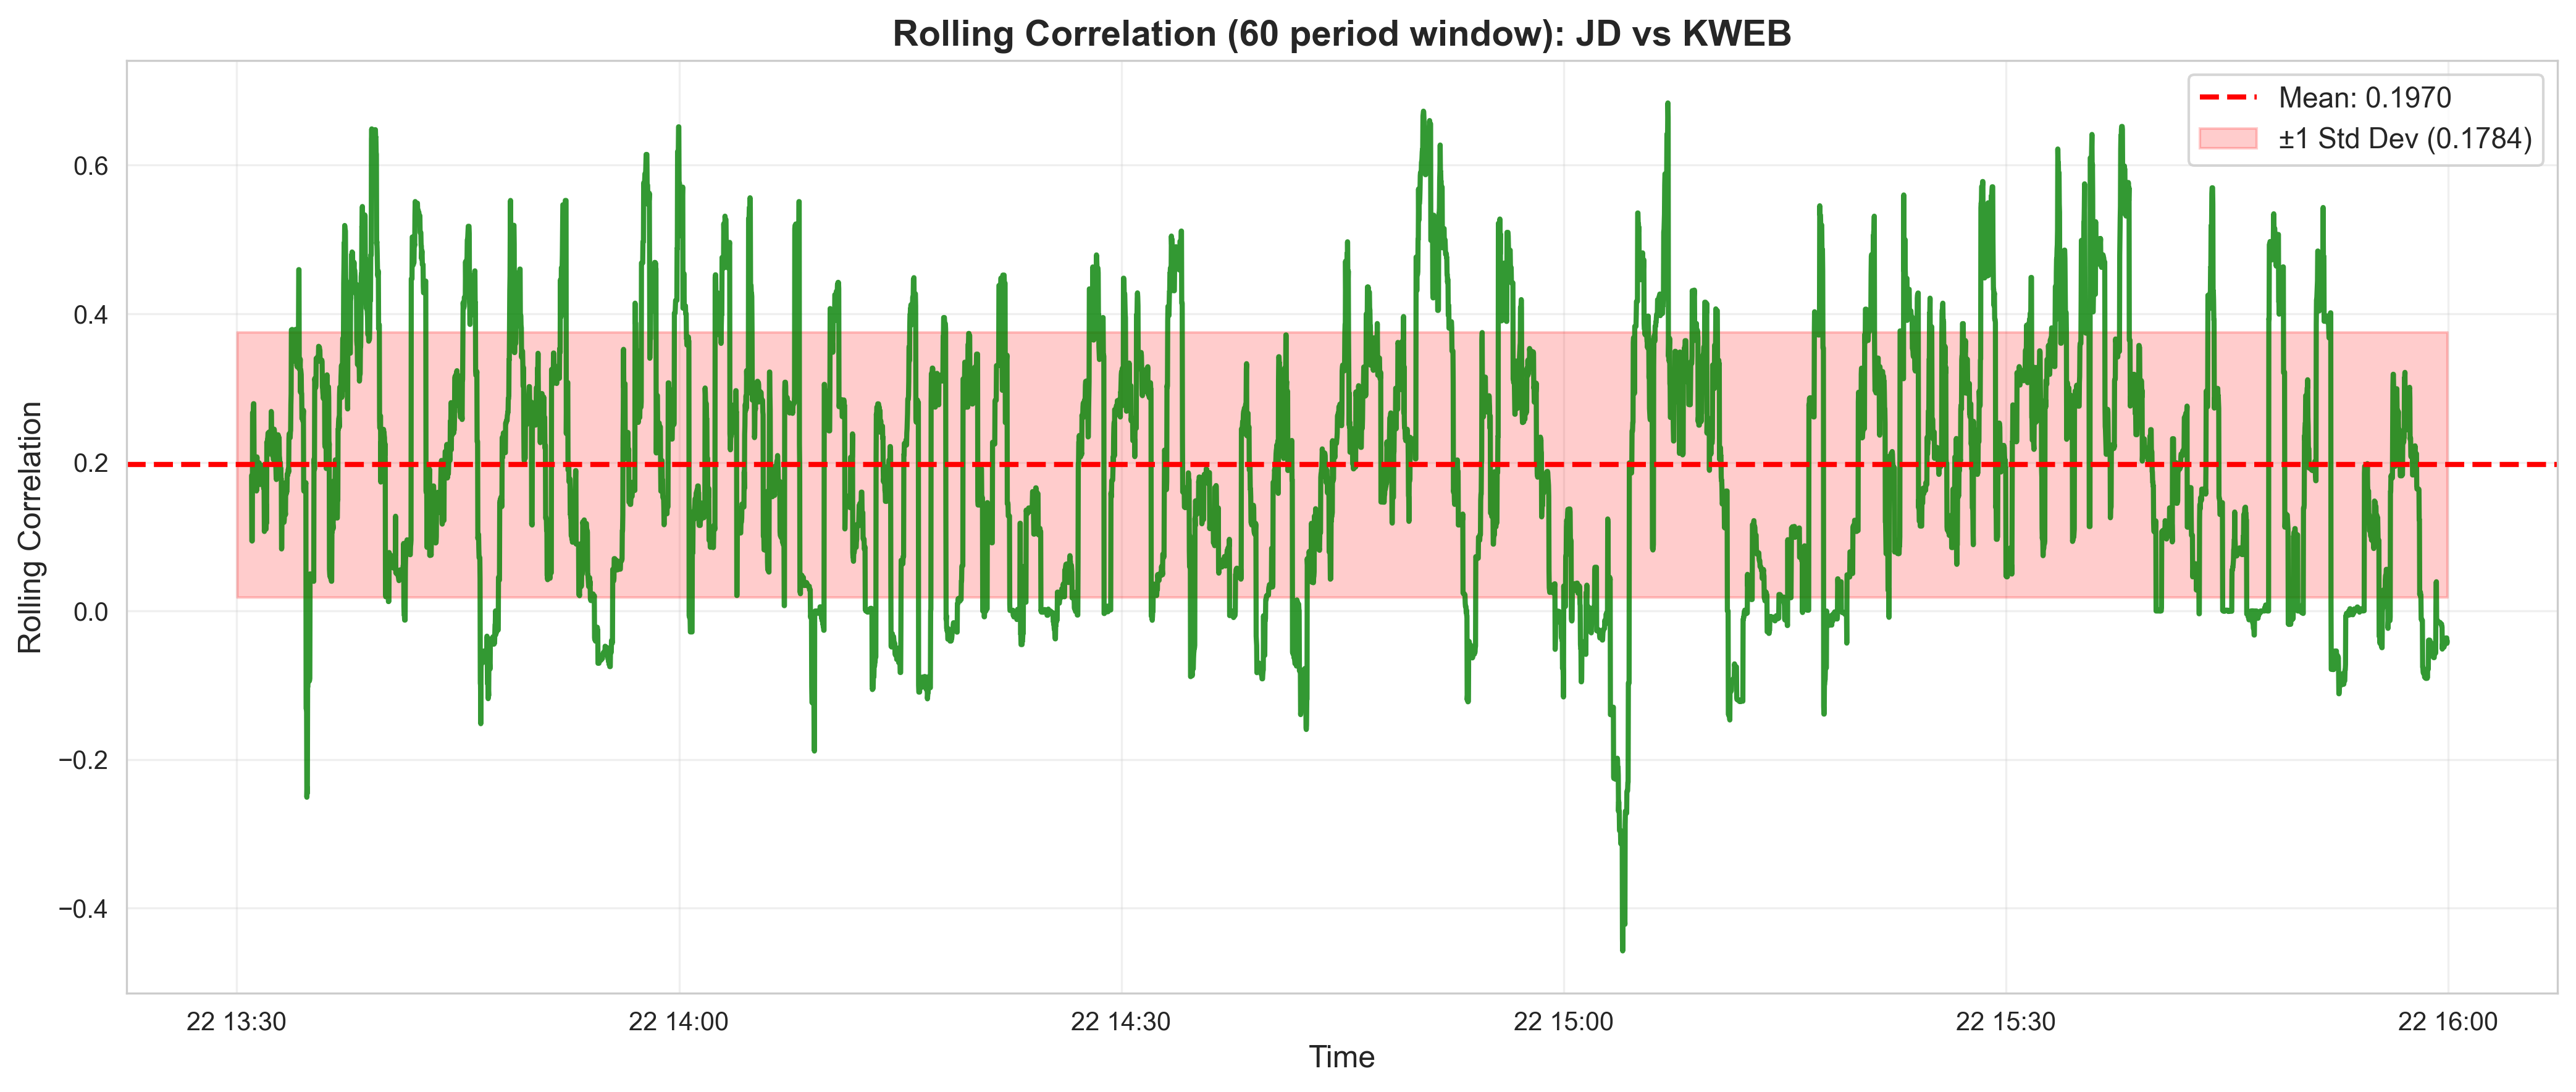 Rolling Correlation (60 period window): JD vs KWEB
Mean: 0.1970
±1 Std Dev (0.1784)
Rolling Correlation
0.6
0.4
0.2
0.0
−0.2
−0.4
22 13:30
22 14:00
22 14:30
22 15:00
22 15:30
22 16:00
Time